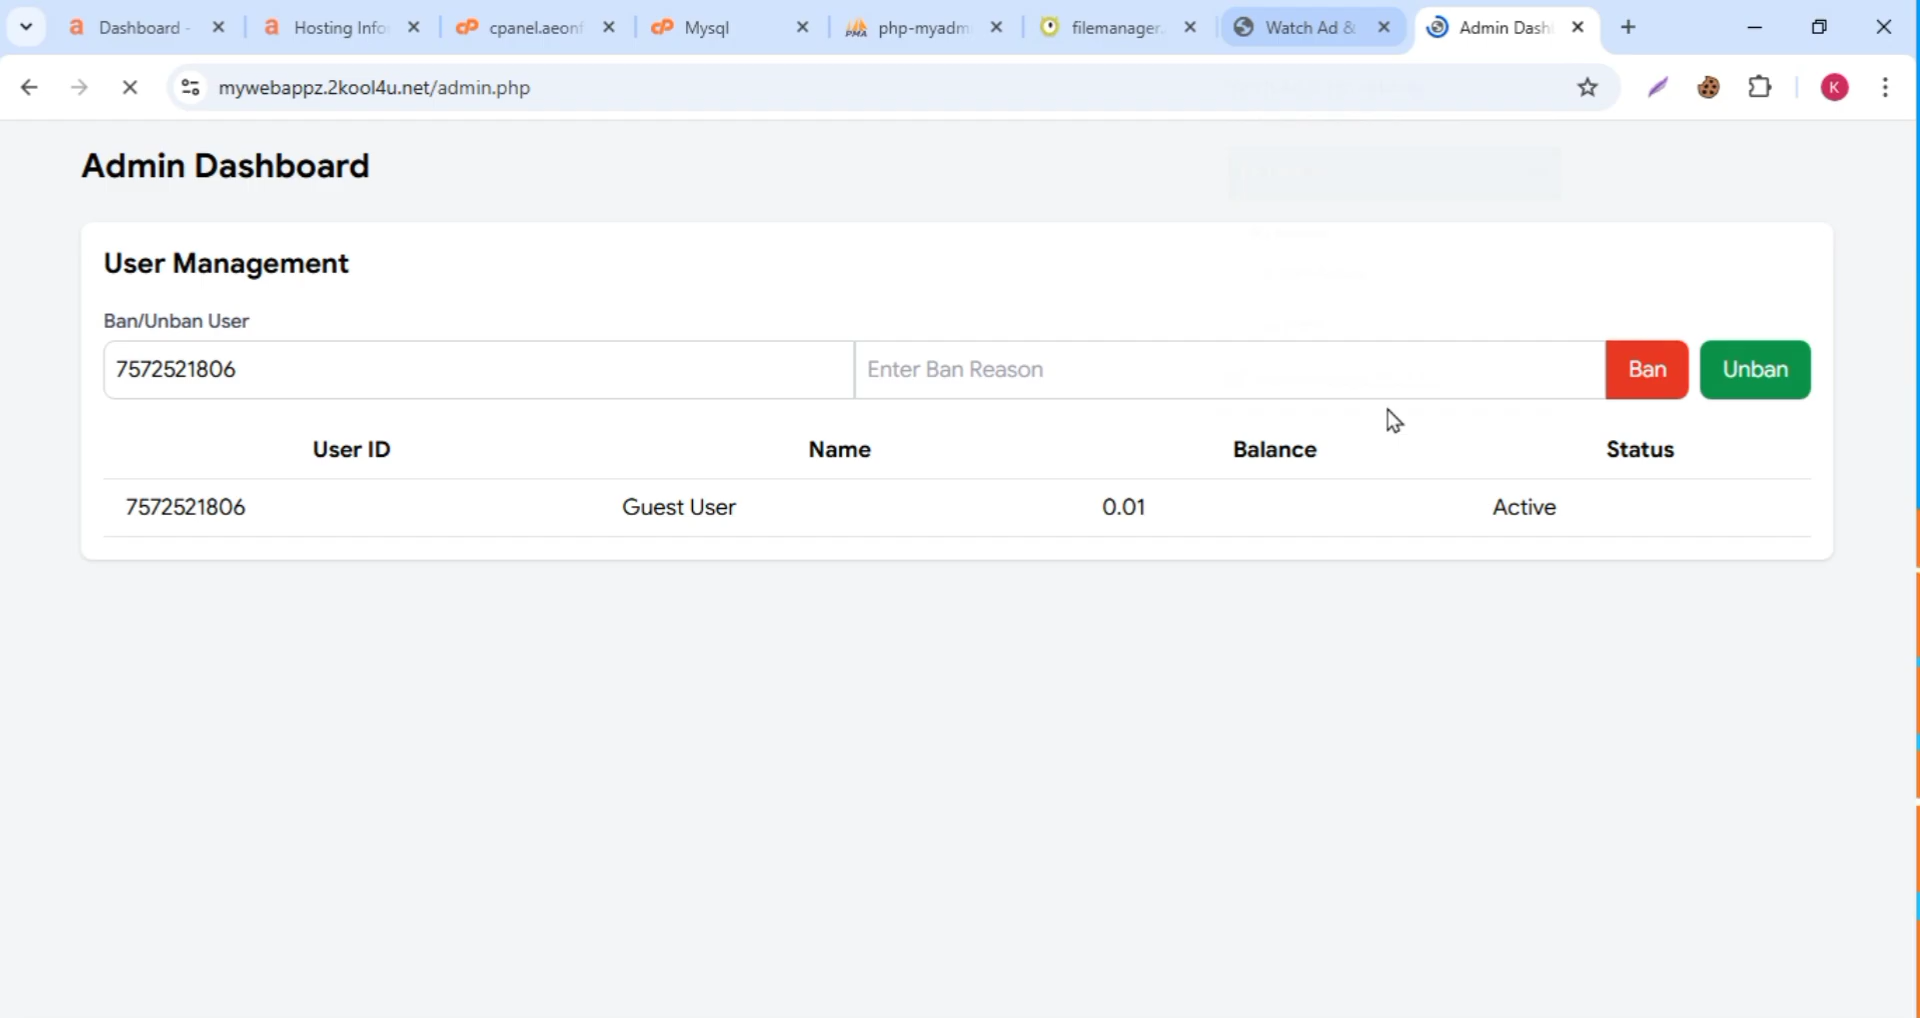 Dashboard -
Hosting Info
cpanel.aeonf
Mysql
php-myadm
filemanager.
Watch Ad &
Admin Dash
mywebappz.2kool4u.net/admin.php
K
Admin Dashboard
User Management
Ban/Unban User
7572521806
Enter Ban Reason
Ban
Unban
User ID
Name
Balance
Status
7572521806
Guest User
0.01
Active